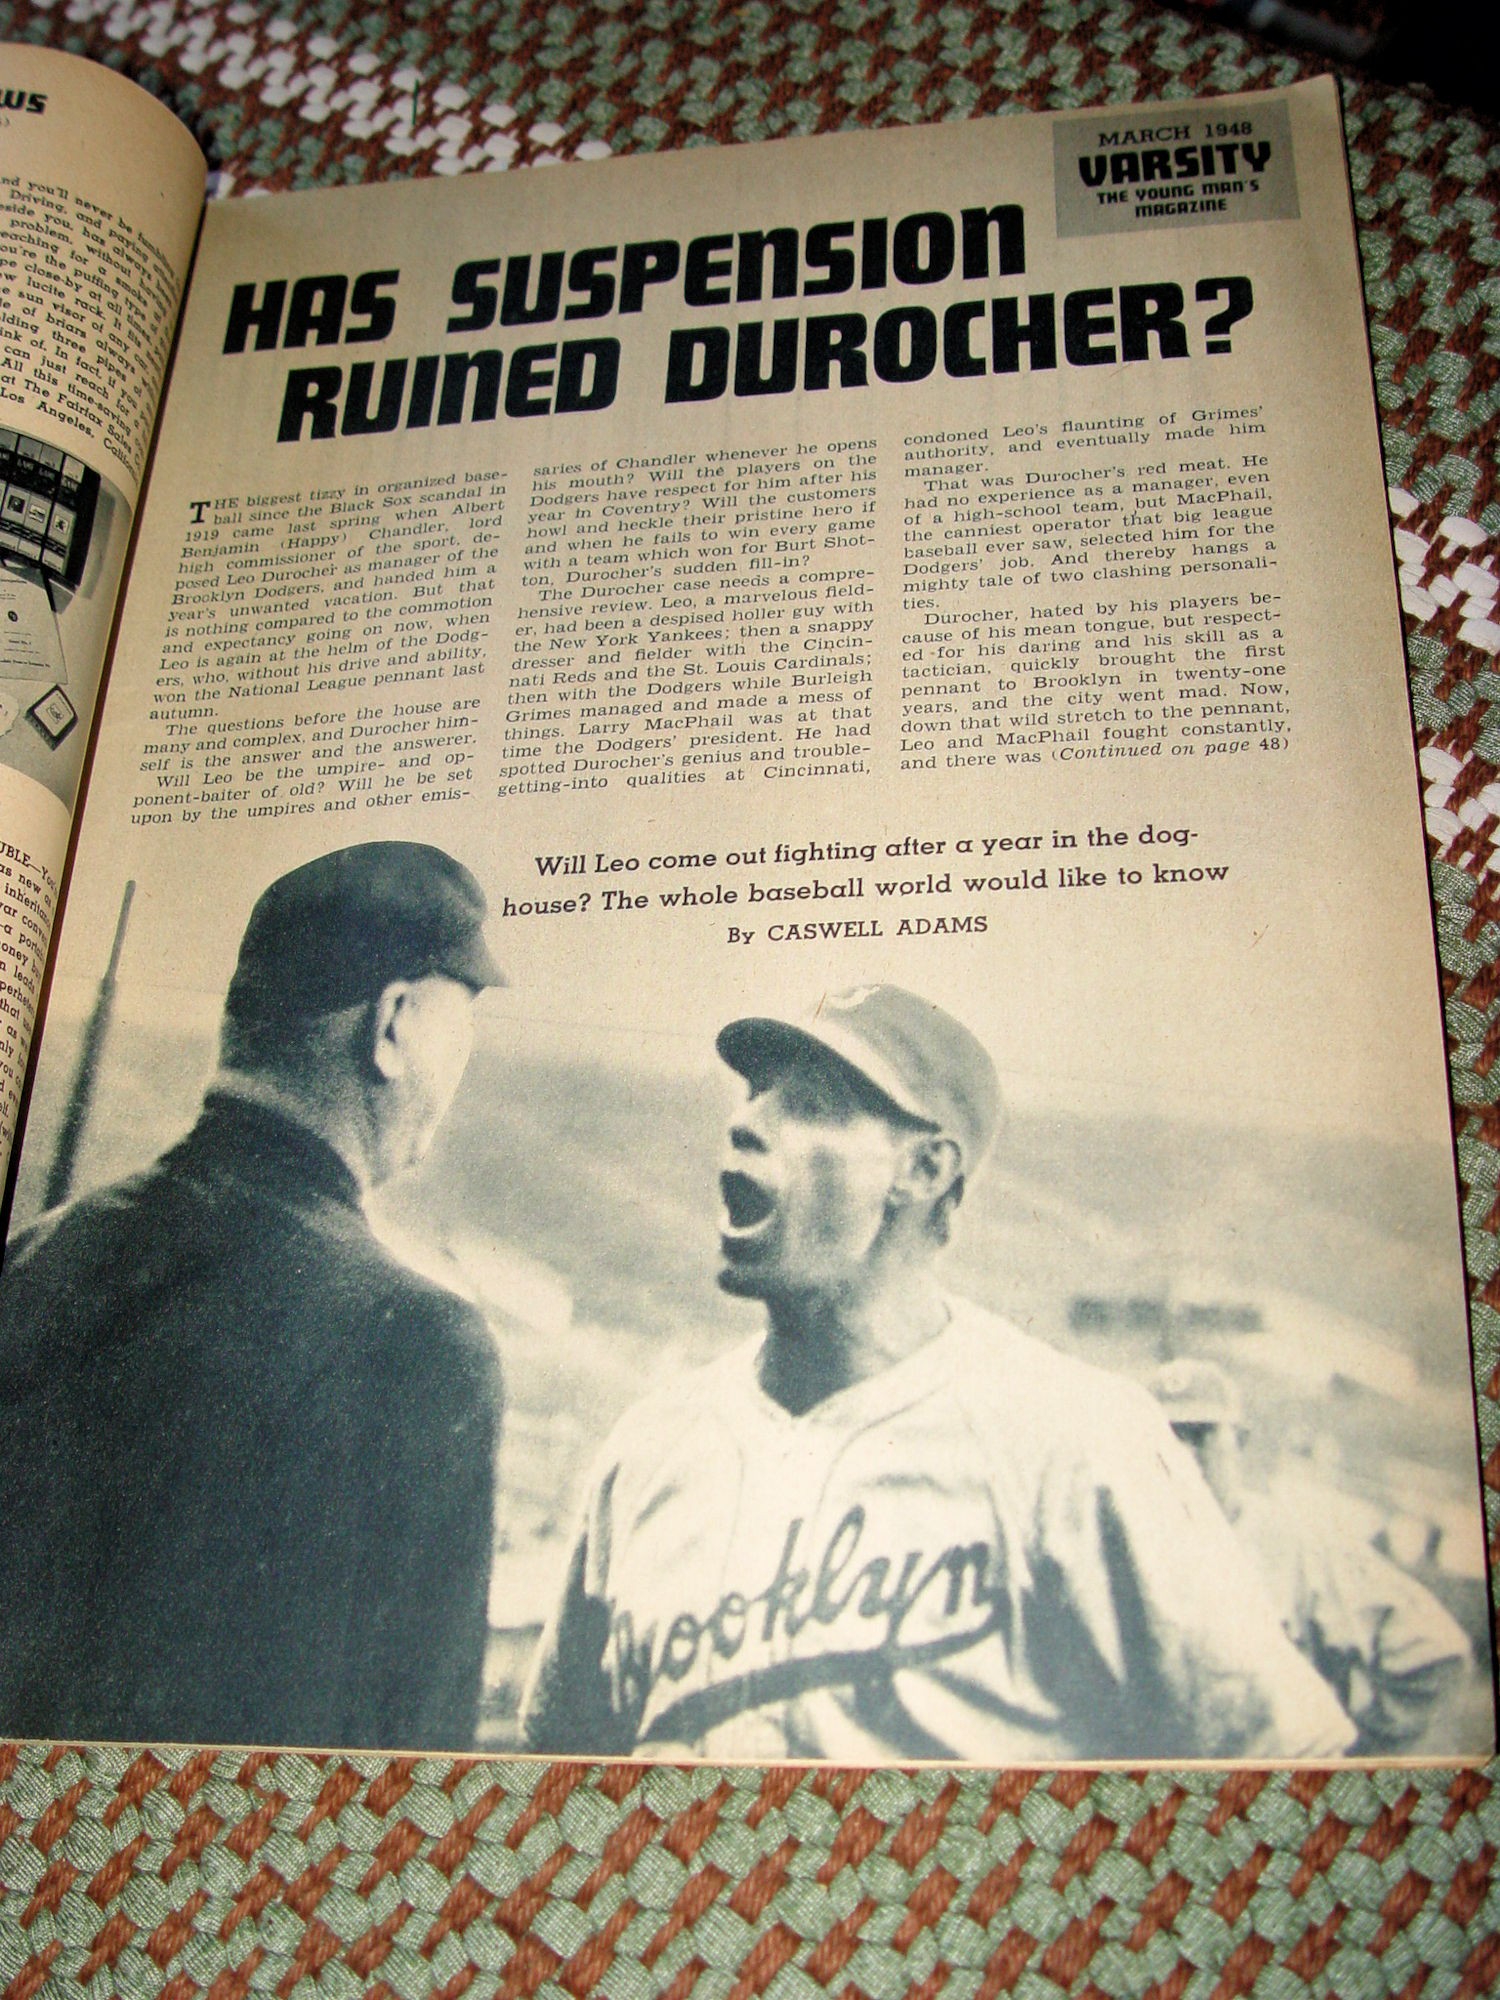 WS
MARCH 1948
VARSITY
THE YOUNG MAN'S
MAGAZINE
HAS SUSPENSION
RUINED DUROCHER?
THE biggest tizzy in organized base-
ball since the Black Sox scandal in
1919 came last spring when Albert
Benjamin (Happy) Chandler, lord
high commissioner of the sport, de-
posed Leo Durocher as manager of the
Brooklyn Dodgers, and handed him a
year's unwanted vacation. But that
is nothing compared to the commotion
and expectancy going on now, when
Leo is again at the helm of the Dodg-
ers, who, without his drive and ability,
won the National League pennant last
autumn.
The questions before the house are
many and complex, and Durocher him-
self is the answer and the answerer.
Will Leo be the umpire- and op-
ponent-baiter of old? Will he be set
upon by the umpires and other emis-
saries of Chandler whenever he opens
his mouth? Will the players on the
Dodgers have respect for him after his
year in Coventry? Will the customers
howl and heckle their pristine hero if
and when he fails to win every game
with a team which won for Burt Shot-
ton, Durocher's sudden fill-in?
The Durocher case needs a compre-
hensive review. Leo, a marvelous field-
er, had been a despised holler guy with
the New York Yankees; then a snappy
dresser and fielder with the Cincin-
nati Reds and the St. Louis Cardinals;
then with the Dodgers while Burleigh
Grimes managed and made a mess of
things. Larry MacPhail was at that
time the Dodgers' president. He had
spotted Durocher's genius and trouble-
getting-into qualities at Cincinnati,
condoned Leo's flaunting of Grimes'
authority, and eventually made him
manager.
That was Durocher's red meat. He
had no experience as a manager, even
of a high-school team, but MacPhail,
the canniest operator that big league
baseball ever saw, selected him for the
Dodgers' job. And thereby hangs a
mighty tale of two clashing personali-
ties.
Durocher, hated by his players be-
cause of his mean tongue, but respect-
ed for his daring and his skill as a
tactician, quickly brought the first
pennant to Brooklyn in twenty-one
years, and the city went mad. Now,
down that wild stretch to the pennant,
Leo and MacPhail fought constantly,
and there was (Continued on page 48)
Will Leo come out fighting after a year in the dog-
house? The whole baseball world would like to know
By CASWELL ADAMS
Brooklyn